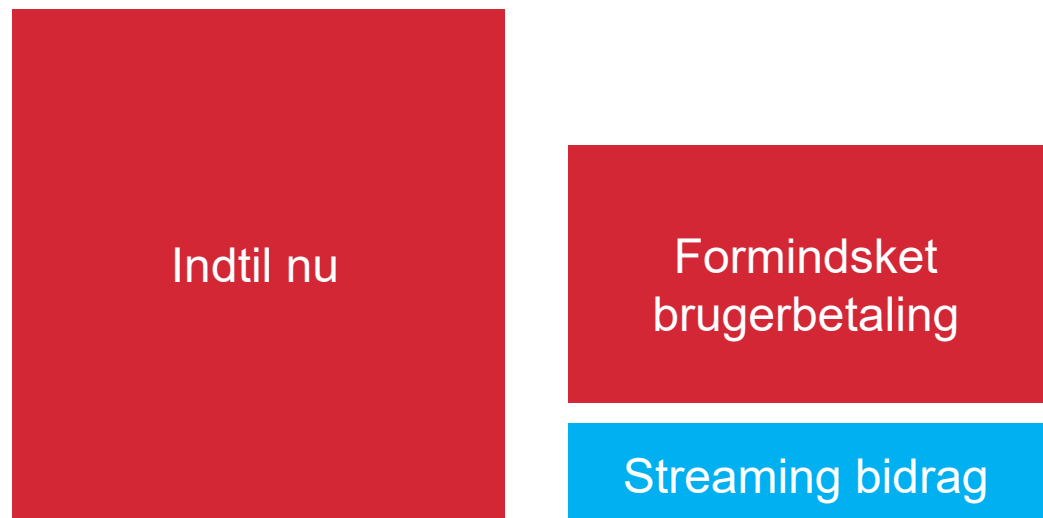 Indtil nu
Formindsket
brugerbetaling
Streaming bidrag